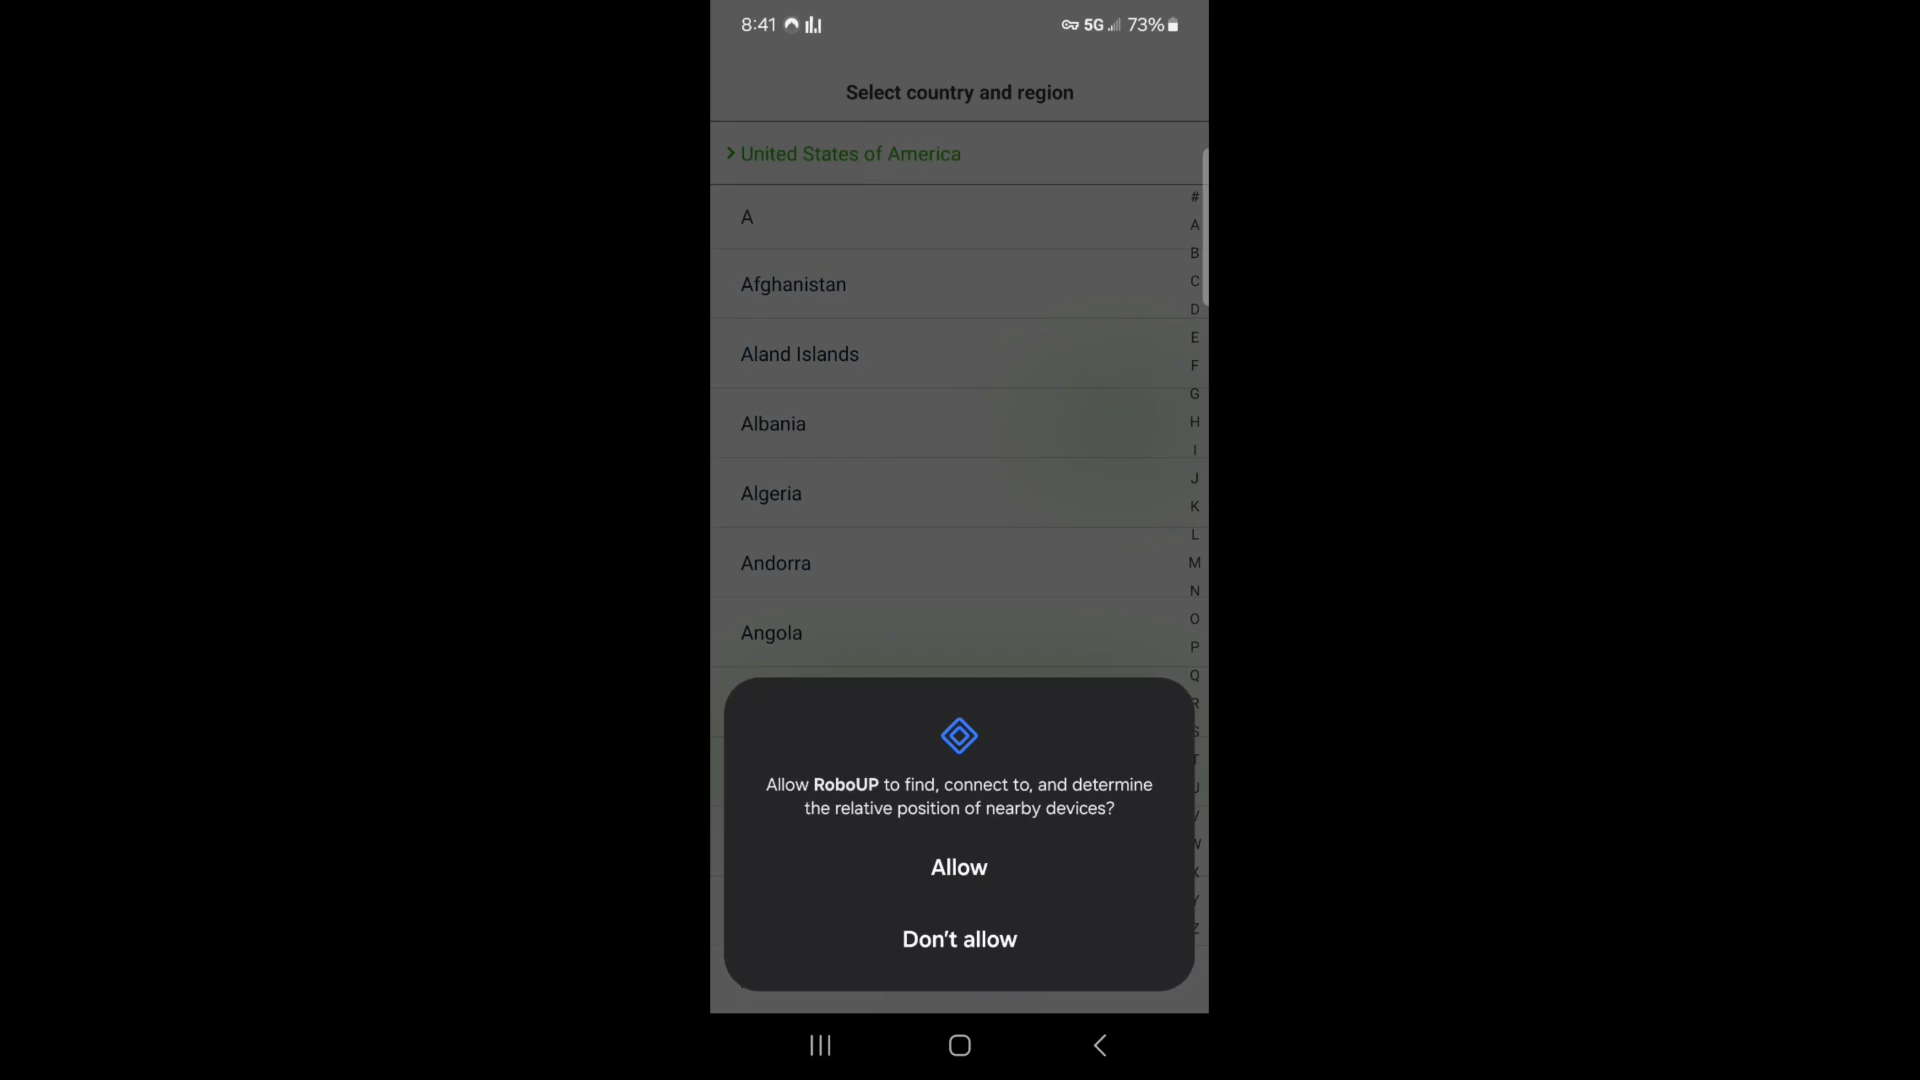 8:41
5G 73%
Select country and region
United States of America
A
Afghanistan
Aland Islands
Albania
Algeria
Andorra
Angola
#
A
B
C
D
E
F
G
H
I
J
K
L
M
N
O
P
Q
R
S
T
U
V
W
X
Y
Z
Allow RoboUP to find, connect to, and determine
the relative position of nearby devices?
Allow
Don't allow